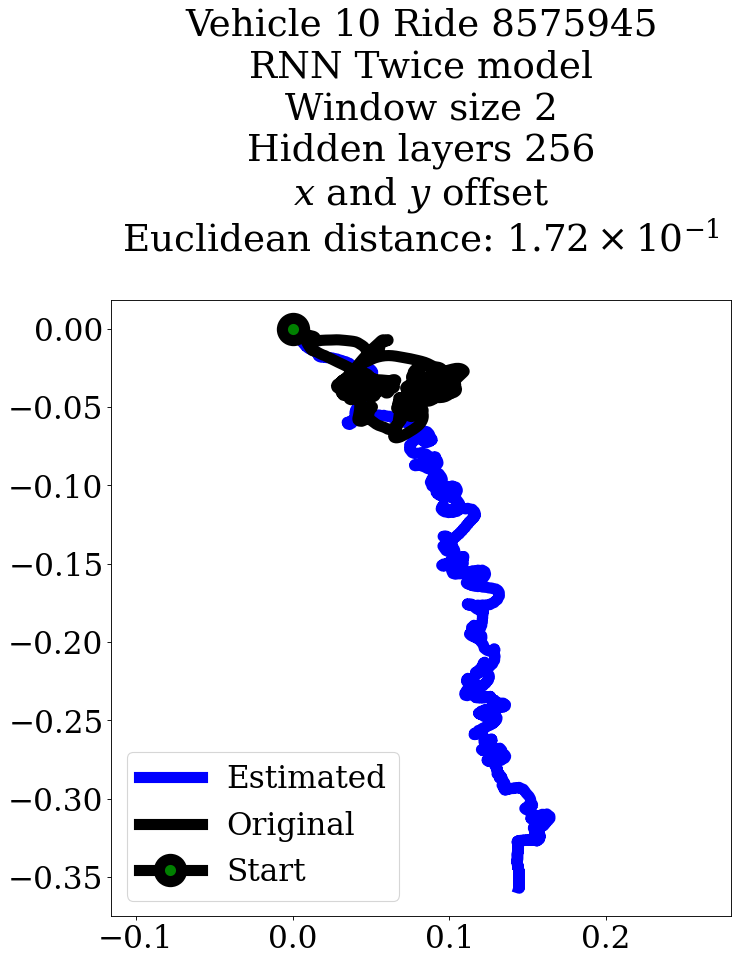 Vehicle 10 Ride 8575945
RNN Twice model
Window size 2
Hidden layers 256
x and y offset
Euclidean distance: 1.72 × 10⁻¹
0.00
−0.05
−0.10
−0.15
−0.20
−0.25
−0.30
−0.35
Estimated
Original
Start
−0.1 0.0 0.1 0.2